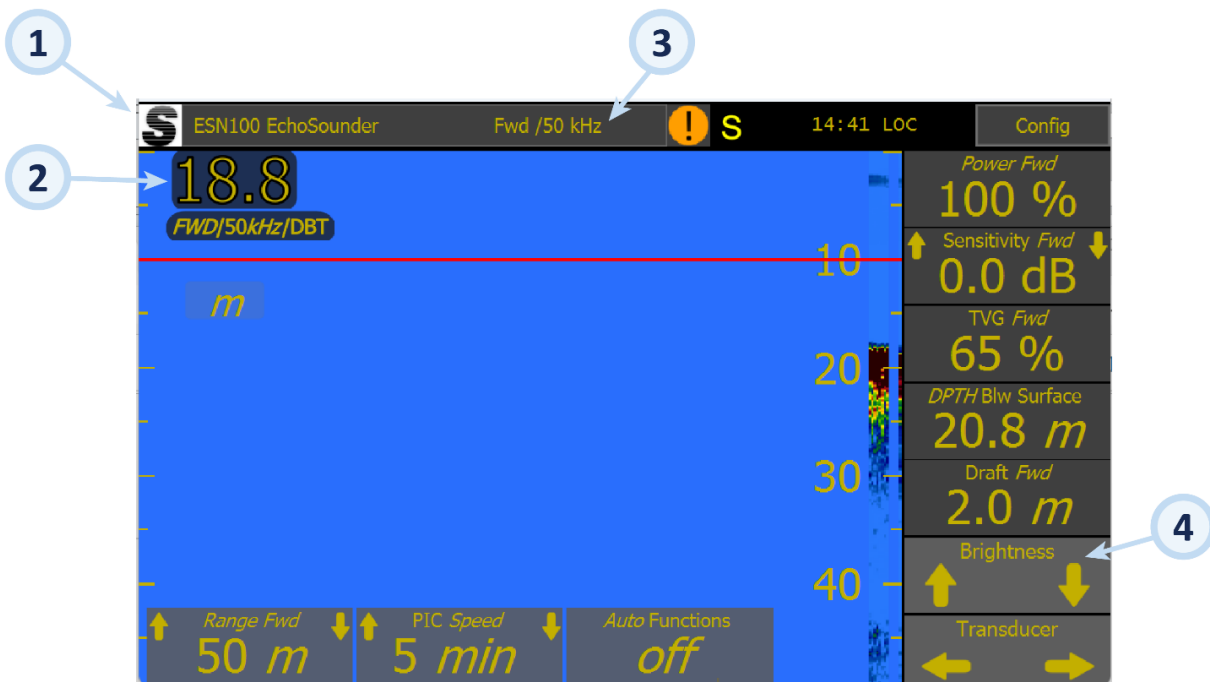 1
3
S ESN100 EchoSounder Fwd /50 kHz ! S 14:41 LOC Config
2
18.8
FWD/50kHz/DBT
m
10
20
30
40
Power Fwd
100 %
Sensitivity Fwd
0.0 dB
TVG Fwd
65 %
DPTH Blw Surface
20.8 m
Draft Fwd
2.0 m
4
Brightness
Transducer
Range Fwd
50 m
PIC Speed
5 min
Auto Functions
off